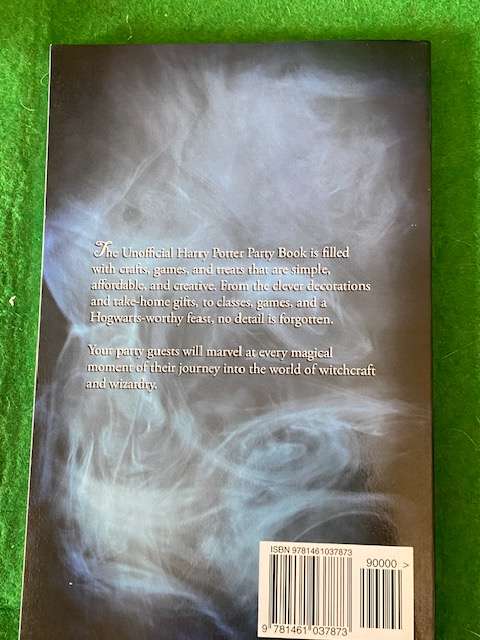 The Unofficial Harry Potter Party Book is filled
with crafts, games, and treats that are simple,
affordable, and creative. From the clever decorations
and take-home gifts, to classes, games, and a
Hogwarts-worthy feast, no detail is forgotten.
Your party guests will marvel at every magical
moment of their journey into the world of witchcraft
and wizardry.
ISBN 9781461037873
90000 >
9 781461 037873